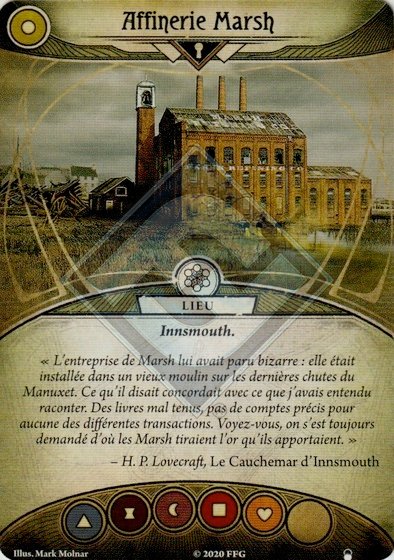 Affinerie Marsh
LIEU
Innsmouth.
« L'entreprise de Marsh lui avait paru bizarre : elle était
installée dans un vieux moulin sur les dernières chutes du
Manuxet. Ce qu'il disait concordait avec ce que j'avais entendu
raconter. Des livres mal tenus, pas de comptes précis pour
aucune des différentes transactions. Voyez-vous, on s'est toujours
demandé d'où les Marsh tiraient l'or qu'ils apportaient. »
– H. P. Lovecraft, Le Cauchemar d'Innsmouth
Illus. Mark Molnar
© 2020 FFG